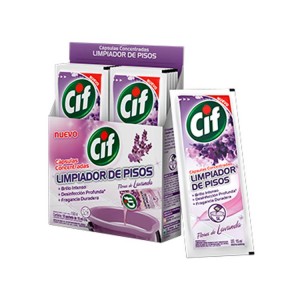 Cápsulas Concentradas
LIMPIADOR DE PISOS
Cif
Cif
NUEVO
Cif
Cápsulas
Concentradas
LIMPIADOR DE PISOS
• Brillo Intenso
• Desinfección Profunda*
• Fragancia Duradera
Flores de Lavanda
Cif
Cápsulas Concentradas
LIMPIADOR
DE PISOS
• Brillo Intenso
• Desinfección Profunda*
• Fragancia Duradera
Flores de Lavanda